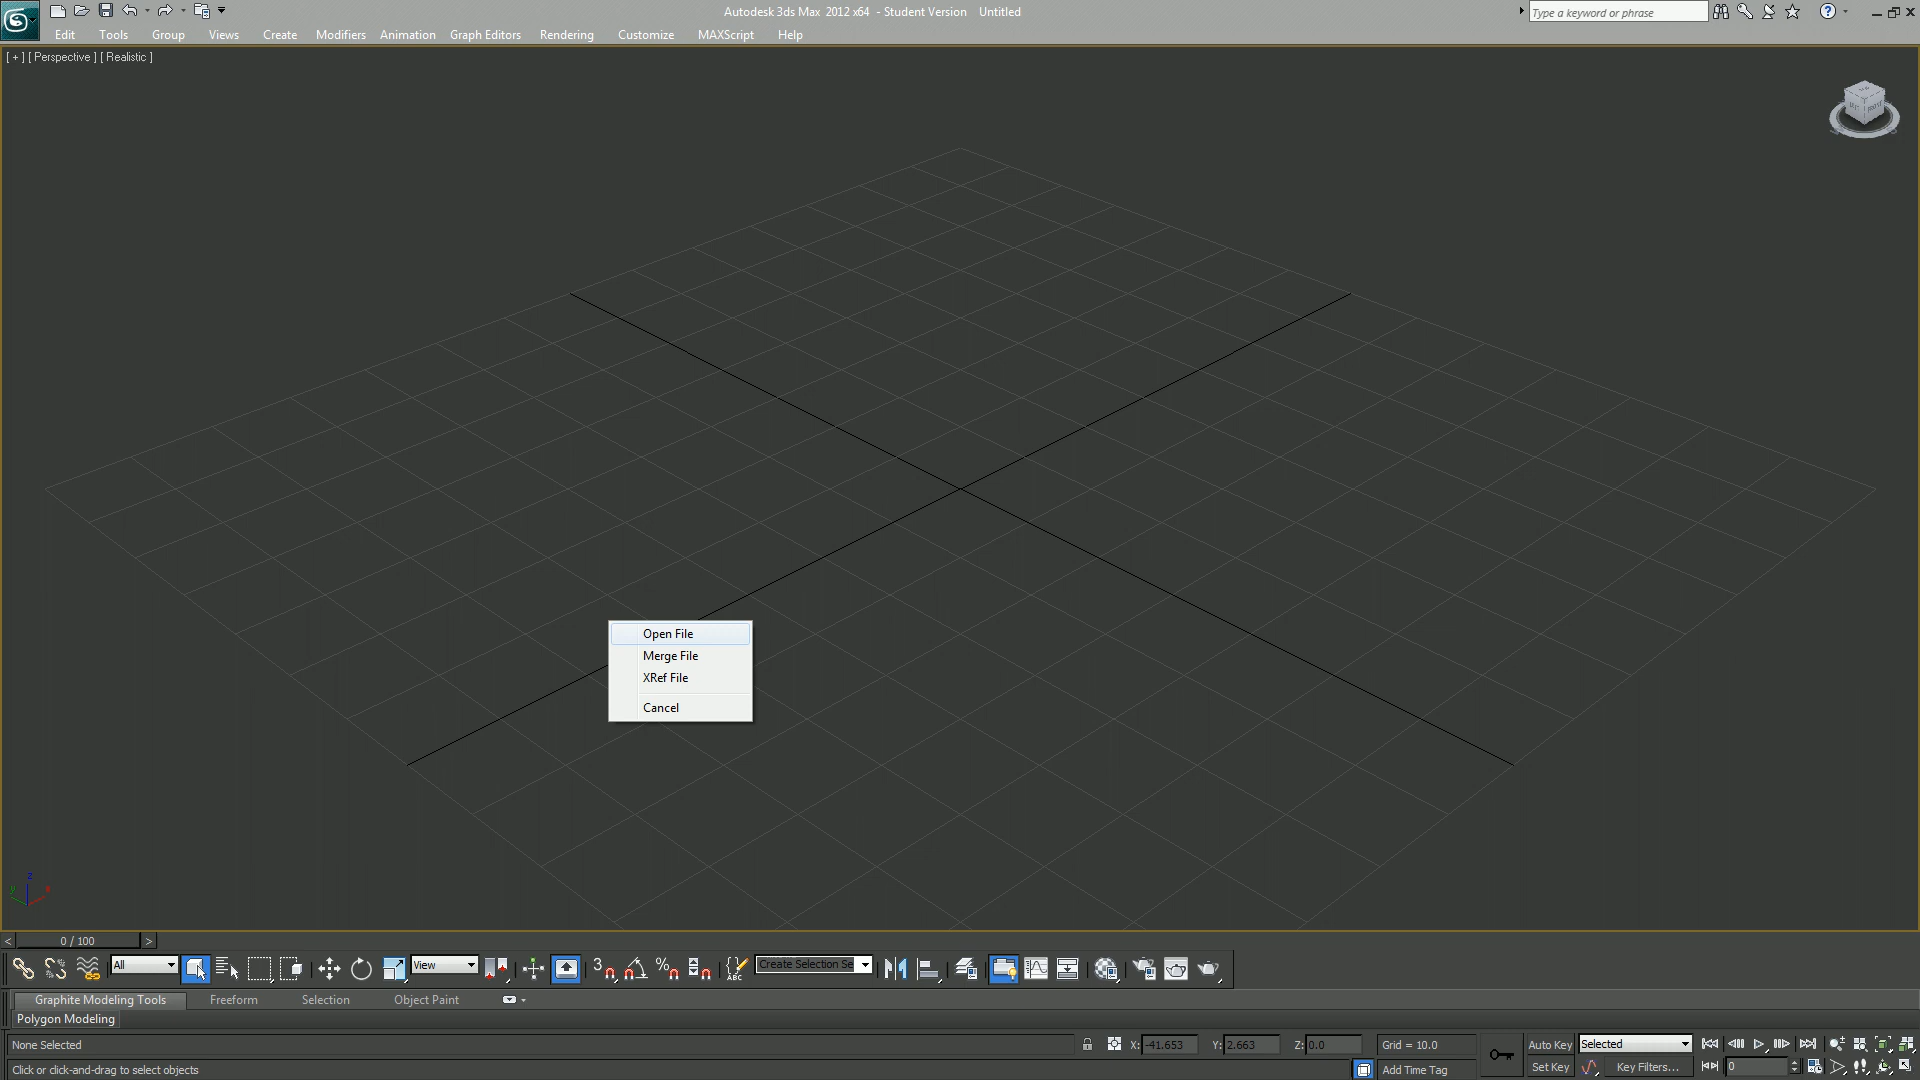 Autodesk 3ds Max 2012 x64 - Student Version Untitled
Type a keyword or phrase
Edit Tools Group Views Create Modifiers Animation Graph Editors Rendering Customize MAXScript Help
[ + ] [ Perspective ] [ Realistic ]
Open File
Merge File
XRef File
Cancel
z
y x
< 0 / 100 >
All View 3 % ABC Create Selection Se
Graphite Modeling Tools Freeform Selection Object Paint
Polygon Modeling
None Selected X: -41.653 Y: 2.663 Z: 0.0 Grid = 10.0 Auto Key Selected
Click or click-and-drag to select objects Add Time Tag Set Key Key Filters... 0